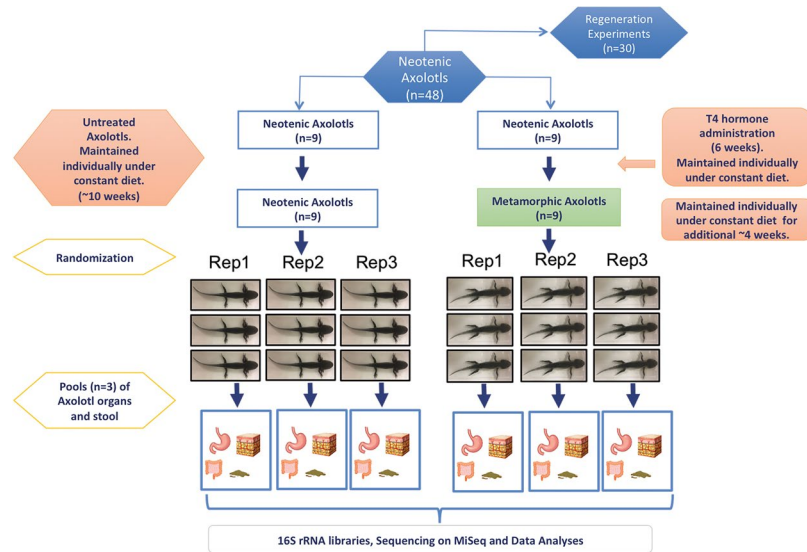 Regeneration
Experiments
(n=30)
Neotenic
Axolotls
(n=48)
Untreated
Axolotls.
Maintained
individually under
constant diet.
(~10 weeks)
Neotenic Axolotls
(n=9)
Neotenic Axolotls
(n=9)
T4 hormone
administration
(6 weeks).
Maintained individually
under constant diet.
Neotenic Axolotls
(n=9)
Metamorphic Axolotls
(n=9)
Maintained individually
under constant diet for
additional ~4 weeks.
Randomization
Rep1 Rep2 Rep3
Rep1 Rep2 Rep3
Pools (n=3) of
Axolotl organs
and stool
16S rRNA libraries, Sequencing on MiSeq and Data Analyses